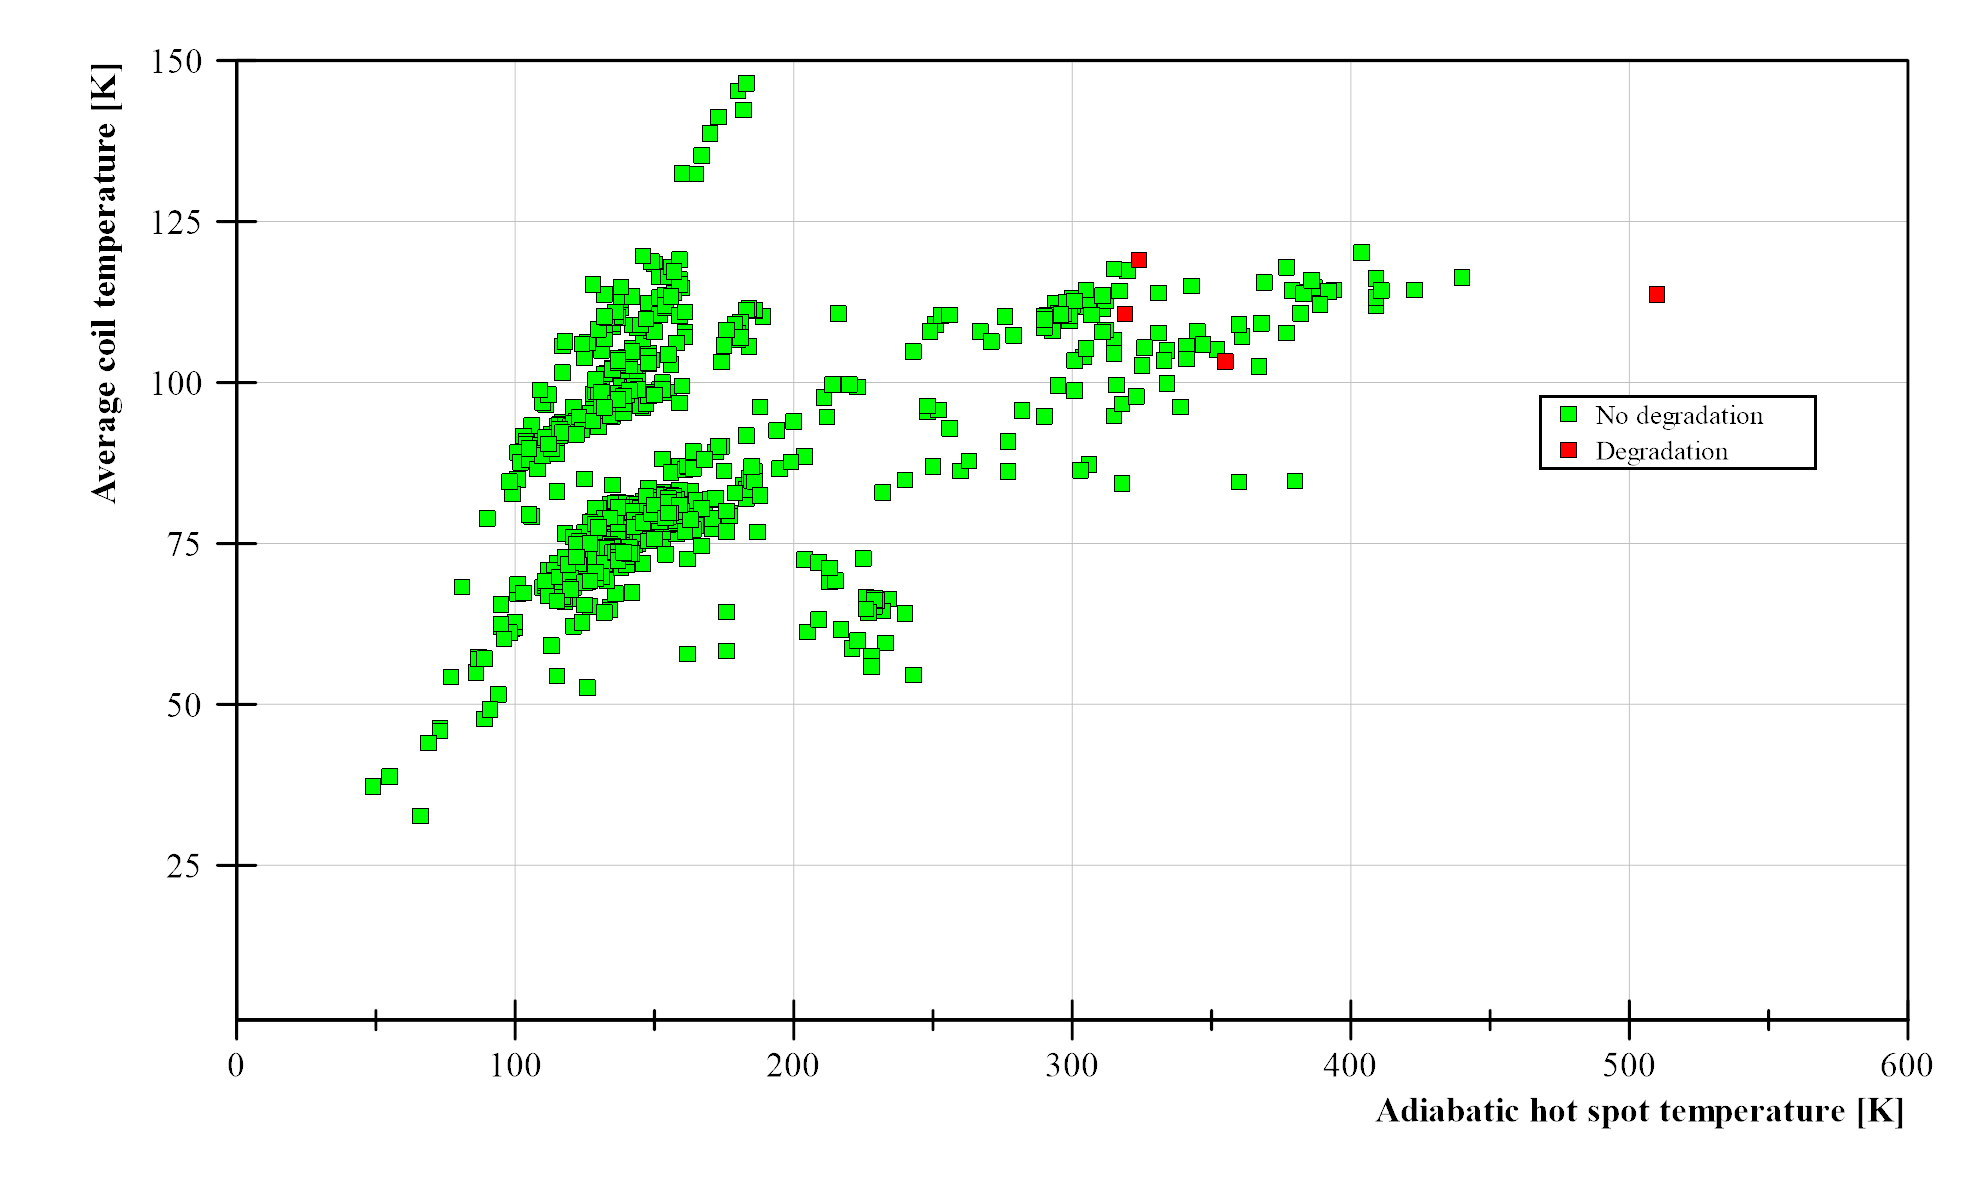 Average coil temperature [K]
150
125
100
75
50
25
No degradation
Degradation
0 100 200 300 400 500 600
Adiabatic hot spot temperature [K]